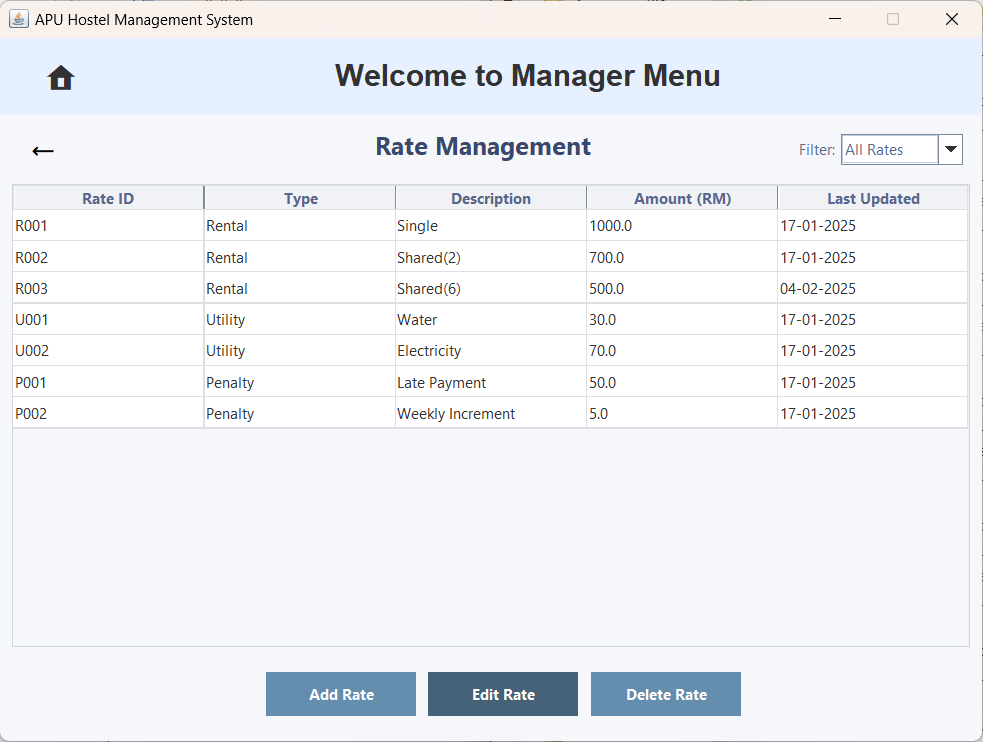 APU Hostel Management System
Welcome to Manager Menu
Rate Management
Filter: All Rates
Rate ID Type Description Amount (RM) Last Updated
R001 Rental Single 1000.0 17-01-2025
R002 Rental Shared(2) 700.0 17-01-2025
R003 Rental Shared(6) 500.0 04-02-2025
U001 Utility Water 30.0 17-01-2025
U002 Utility Electricity 70.0 17-01-2025
P001 Penalty Late Payment 50.0 17-01-2025
P002 Penalty Weekly Increment 5.0 17-01-2025
Add Rate Edit Rate Delete Rate